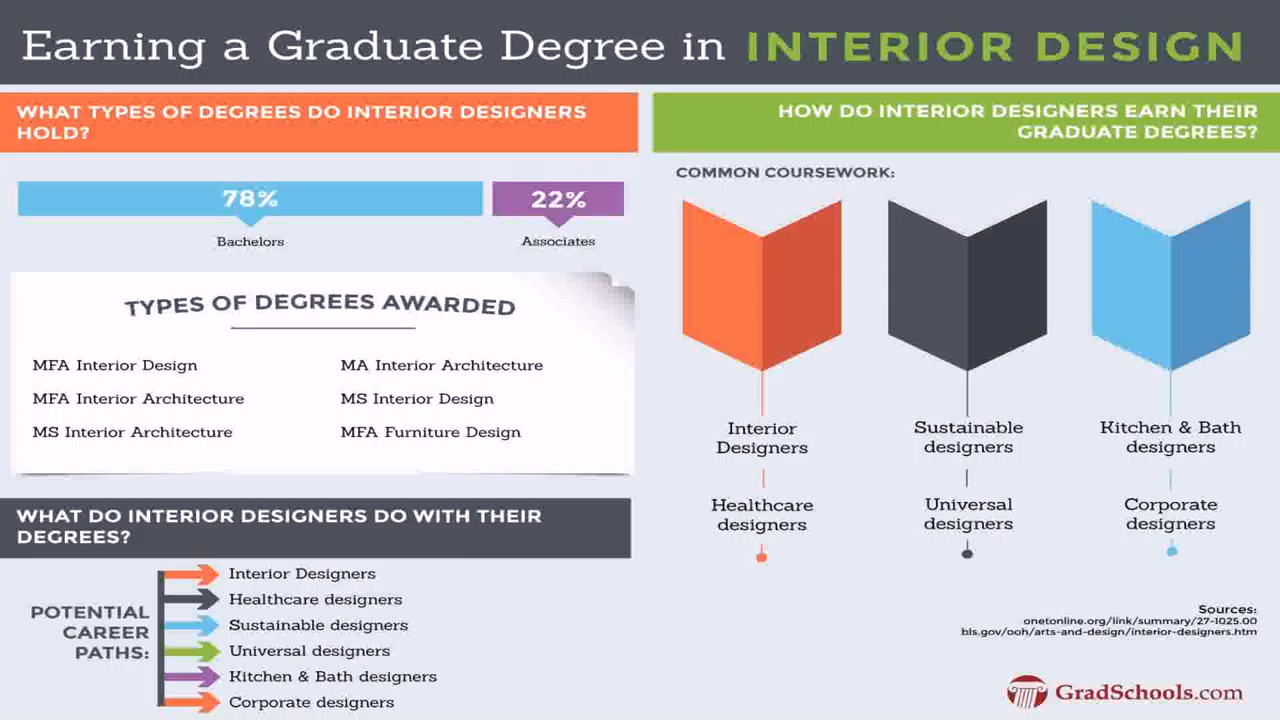 Earning a Graduate Degree in INTERIOR DESIGN
WHAT TYPES OF DEGREES DO INTERIOR DESIGNERS
HOLD?
78%
22%
Bachelors
Associates
TYPES OF DEGREES AWARDED
MFA Interior Design
MFA Interior Architecture
MS Interior Architecture
MA Interior Architecture
MS Interior Design
MFA Furniture Design
WHAT DO INTERIOR DESIGNERS DO WITH THEIR
DEGREES?
POTENTIAL
CAREER
PATHS:
Interior Designers
Healthcare designers
Sustainable designers
Universal designers
Kitchen & Bath designers
Corporate designers
HOW DO INTERIOR DESIGNERS EARN THEIR
GRADUATE DEGREES?
COMMON COURSEWORK:
Interior
Designers
Healthcare
designers
Sustainable
designers
Universal
designers
Kitchen & Bath
designers
Corporate
designers
Sources:
onetonline.org/link/summary/27-1025.00
bls.gov/ooh/arts-and-design/interior-designers.htm
GradSchools.com